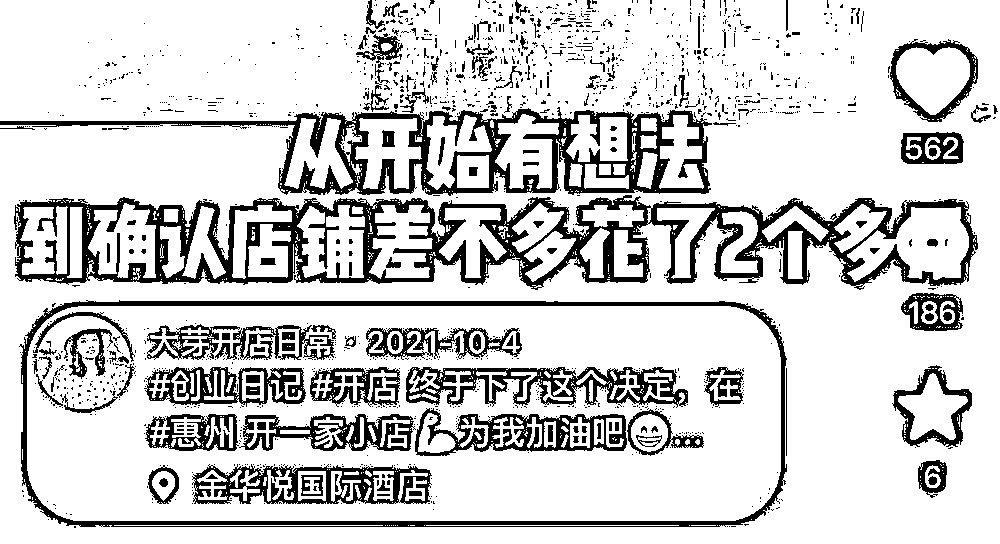 从开始有想法
562
到确认店铺差不多花了2个多
186
大芽开店日常 · 2021-10-4
#创业日记 #开店 终于下了这个决定，在
#惠州 开一家小店💪为我加油吧😁...
6
金华悦国际酒店